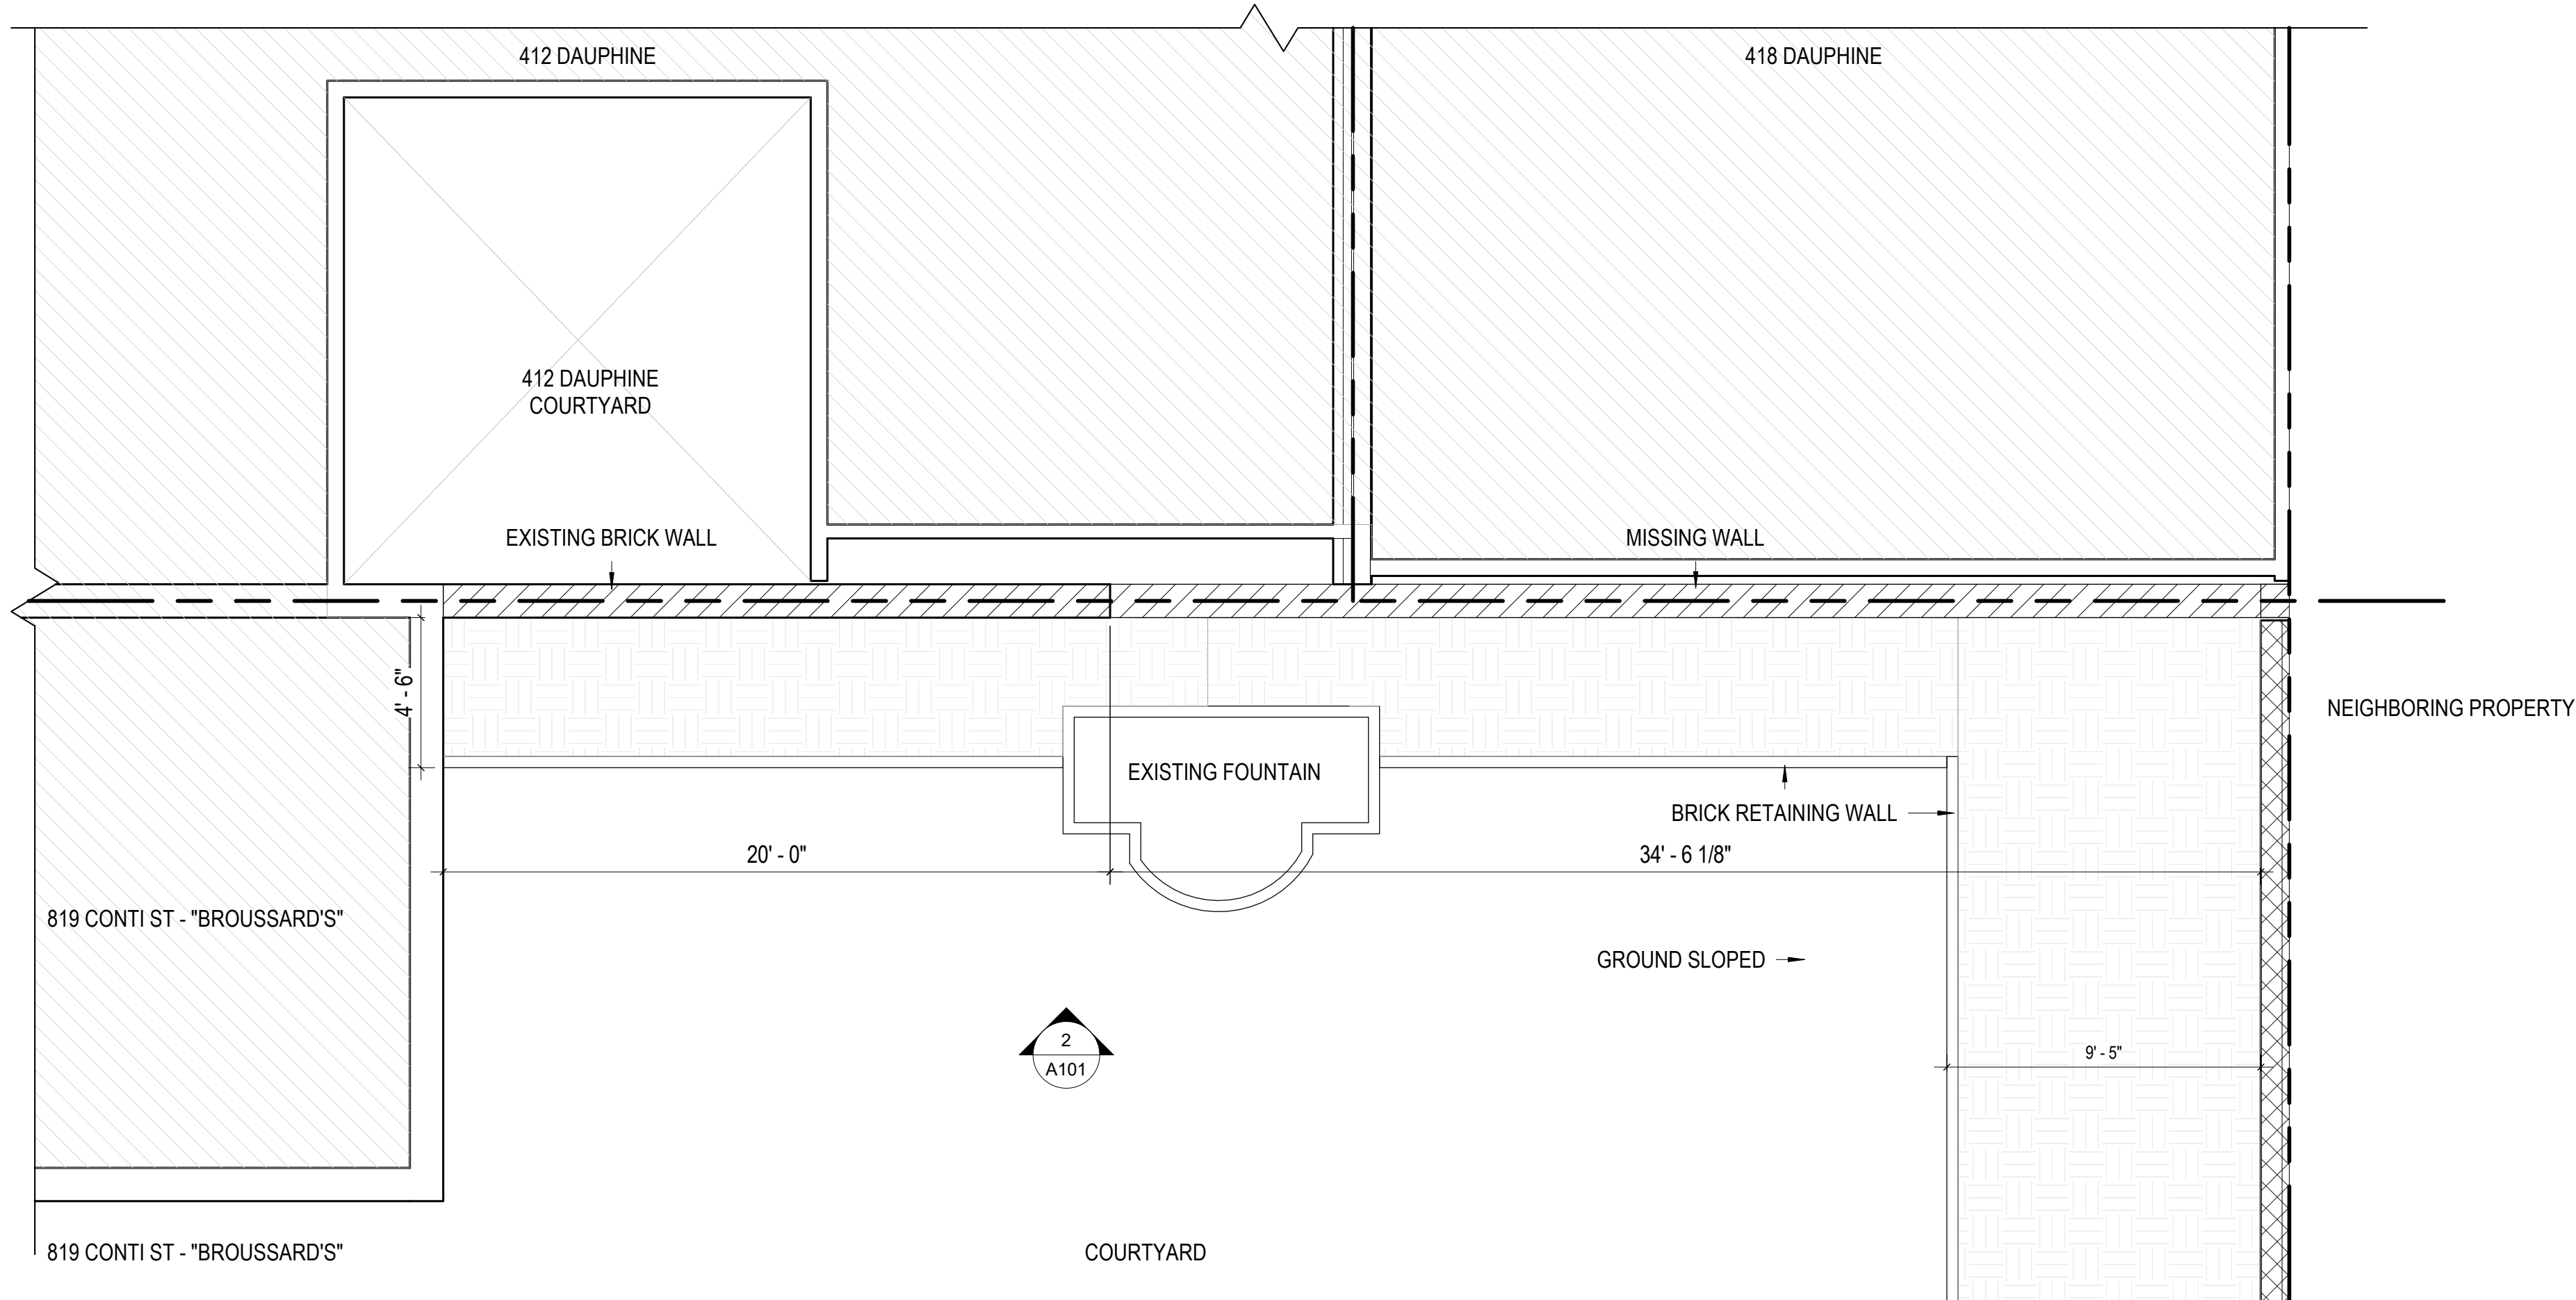 412 DAUPHINE
418 DAUPHINE
412 DAUPHINE
COURTYARD
EXISTING BRICK WALL
MISSING WALL
4' - 6"
NEIGHBORING PROPERTY
EXISTING FOUNTAIN
BRICK RETAINING WALL
20' - 0"
34' - 6 1/8"
819 CONTI ST - "BROUSSARD'S"
GROUND SLOPED
2
A101
9' - 5"
819 CONTI ST - "BROUSSARD'S"
COURTYARD